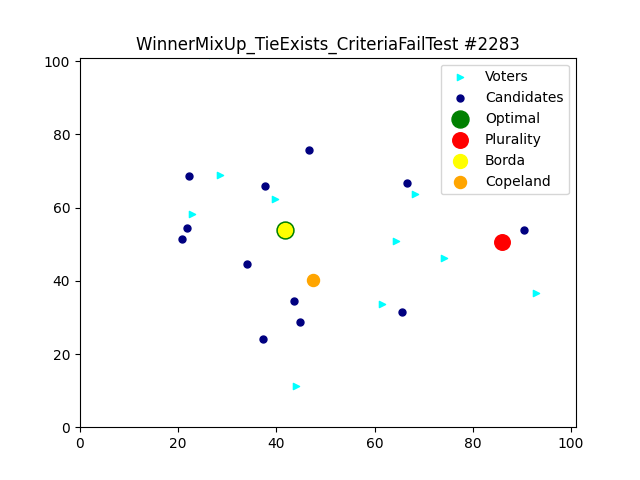 WinnerMixUp_TieExists_CriteriaFailTest #2283
100
80
60
40
20
0
0 20 40 60 80 100
Voters
Candidates
Optimal
Plurality
Borda
Copeland